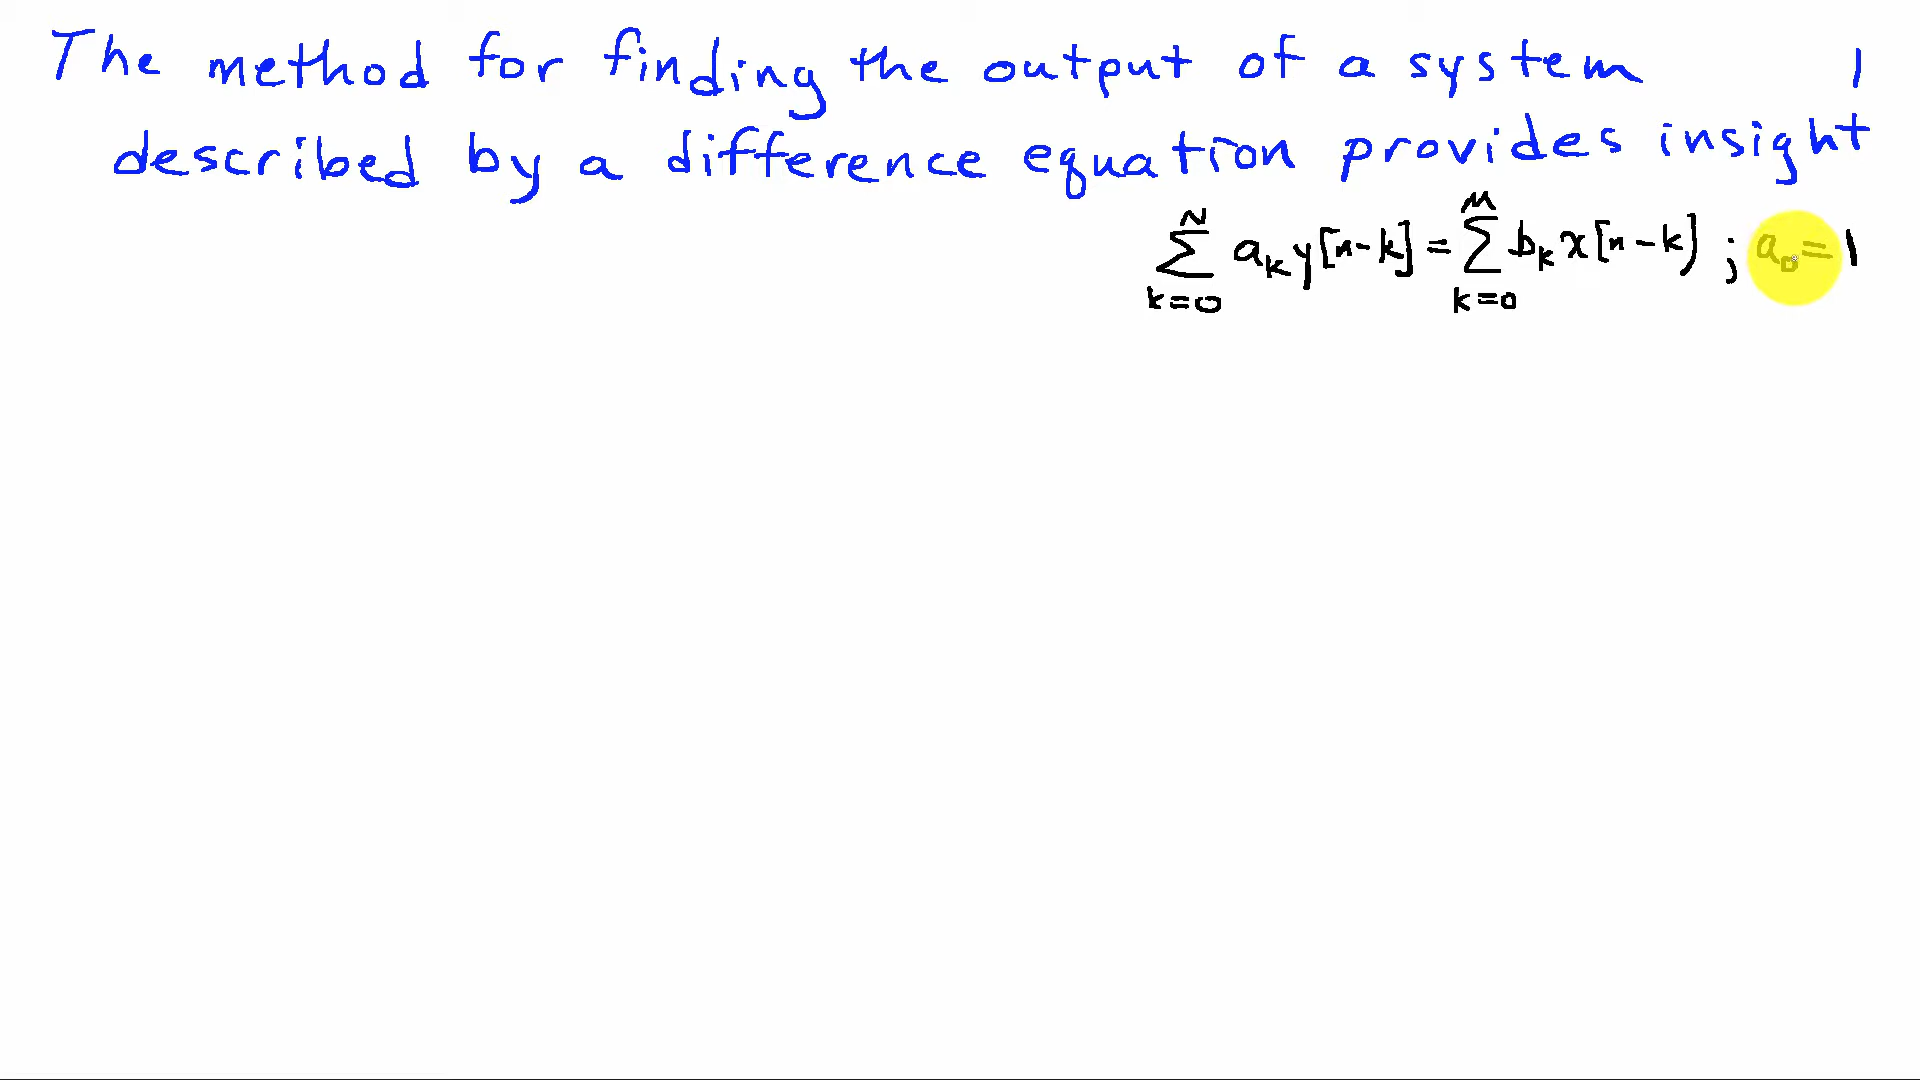 The method for finding the output of a system 1
described by a difference equation provides insight
N M
∑ a_k y[n-k] = ∑ b_k x[n-k] ; a_0 = 1
k=0 k=0